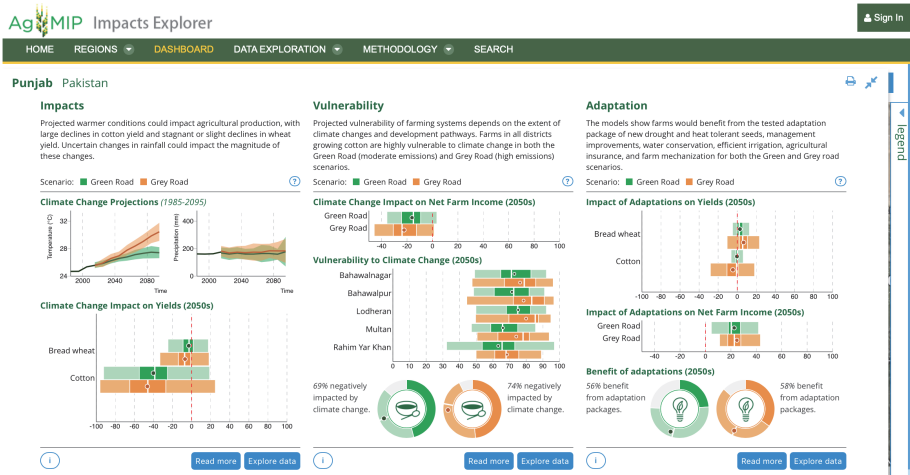 AgMIP Impacts Explorer
Sign In
HOME REGIONS DASHBOARD DATA EXPLORATION METHODOLOGY SEARCH
Punjab Pakistan
legend
Impacts
Projected warmer conditions could impact agricultural production, with
large declines in cotton yield and stagnant or slight declines in wheat
yield. Uncertain changes in rainfall could impact the magnitude of
these changes.
Scenario: Green Road Grey Road ?
Climate Change Projections (1985-2095)
Temperature (°C)
32
28
24
2000 2040 2080
Time
Precipitation (mm)
400
200
0
2000 2040 2080
Time
Climate Change Impact on Yields (2050s)
Bread wheat
Cotton
-100 -80 -60 -40 -20 0 20 40 60 80 100
i Read more Explore data
Vulnerability
Projected vulnerability of farming systems depends on the extent of
climate changes and development pathways. Farms in all districts
growing cotton are highly vulnerable to climate change in both the
Green Road (moderate emissions) and Grey Road (high emissions)
scenarios.
Scenario: Green Road Grey Road ?
Climate Change Impact on Net Farm Income (2050s)
Green Road
Grey Road
-40 -20 0 20 40 60 80 100
Vulnerability to Climate Change (2050s)
Bahawalnagar
Bahawalpur
Lodheran
Multan
Rahim Yar Khan
0 20 40 60 80 100
69% negatively
impacted by
climate change.
74% negatively
impacted by
climate change.
i Read more Explore data
Adaptation
The models show farms would benefit from the tested adaptation
package of new drought and heat tolerant seeds, management
improvements, water conservation, efficient irrigation, agricultural
insurance, and farm mechanization for both the Green and Grey road
scenarios.
Scenario: Green Road Grey Road ?
Impact of Adaptations on Yields (2050s)
Bread wheat
Cotton
-100 -80 -60 -40 -20 0 20 40 60 80 100
Impact of Adaptations on Net Farm Income (2050s)
Green Road
Grey Road
-40 -20 0 20 40 60 80 100
Benefit of adaptations (2050s)
56% benefit
from adaptation
packages.
58% benefit
from adaptation
packages.
i Read more Explore data